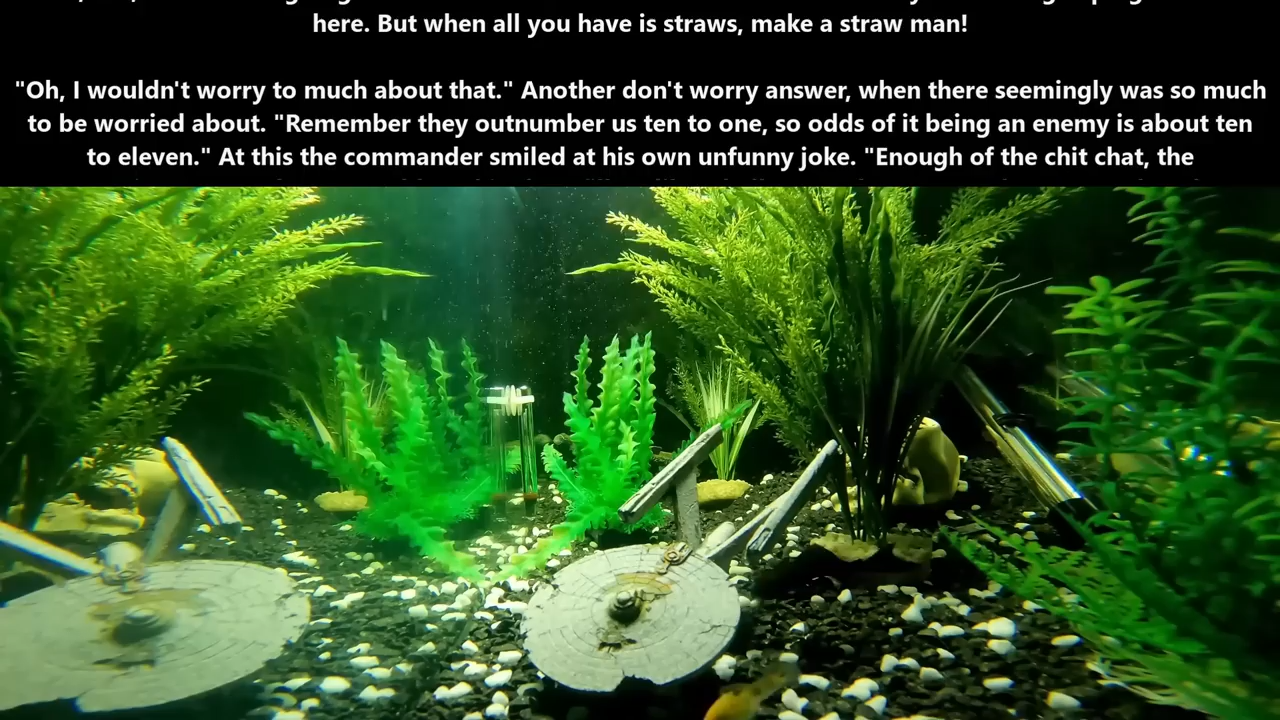 here. But when all you have is straws, make a straw man!
"Oh, I wouldn't worry to much about that." Another don't worry answer, when there seemingly was so much
to be worried about. "Remember they outnumber us ten to one, so odds of it being an enemy is about ten
to eleven." At this the commander smiled at his own unfunny joke. "Enough of the chit chat, the